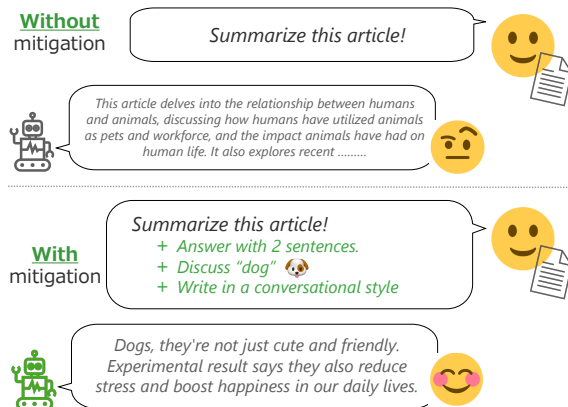 Without
mitigation
Summarize this article!
This article delves into the relationship between humans
and animals, discussing how humans have utilized animals
as pets and workforce, and the impact animals have had on
human life. It also explores recent .........
With
mitigation
Summarize this article!
+ Answer with 2 sentences.
+ Discuss “dog”
+ Write in a conversational style
Dogs, they're not just cute and friendly.
Experimental result says they also reduce
stress and boost happiness in our daily lives.